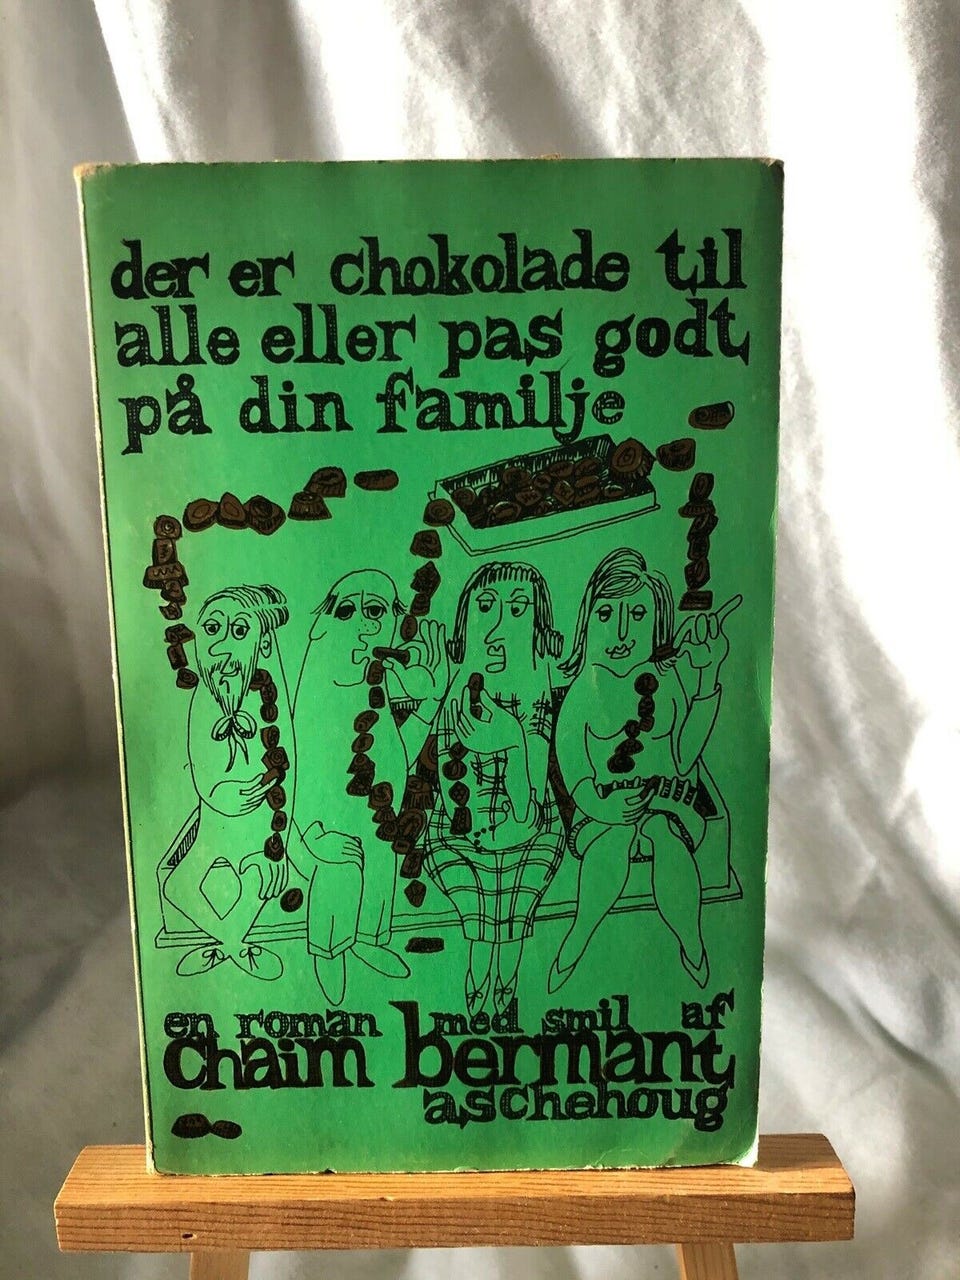 der er chokolade til
alle eller pas godt
på din familje
en roman med smil af
chaim bermant
aschehoug